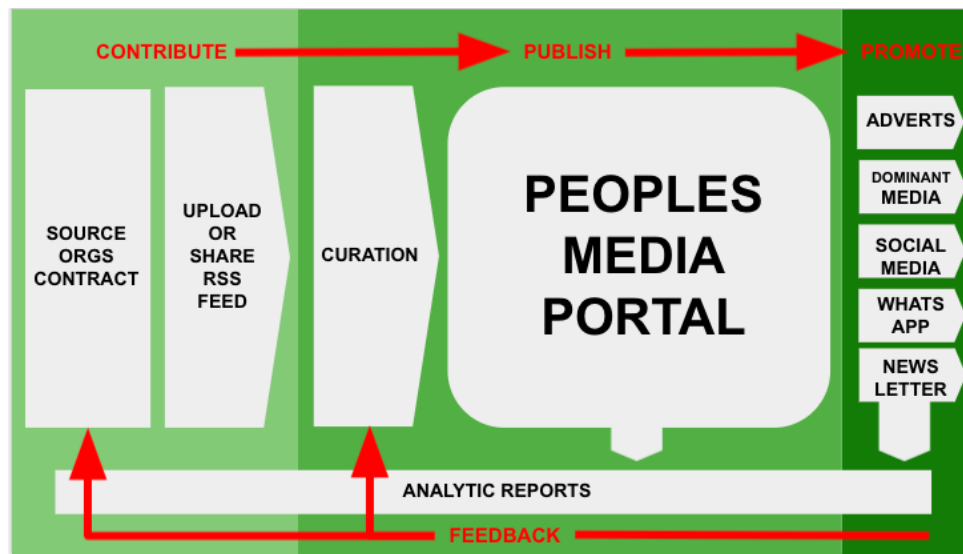 CONTRIBUTE
PUBLISH
PROMOTE
SOURCE
ORGS
CONTRACT
UPLOAD
OR
SHARE
RSS
FEED
CURATION
PEOPLES
MEDIA
PORTAL
ADVERTS
DOMINANT
MEDIA
SOCIAL
MEDIA
WHATS
APP
NEWS
LETTER
ANALYTIC REPORTS
FEEDBACK